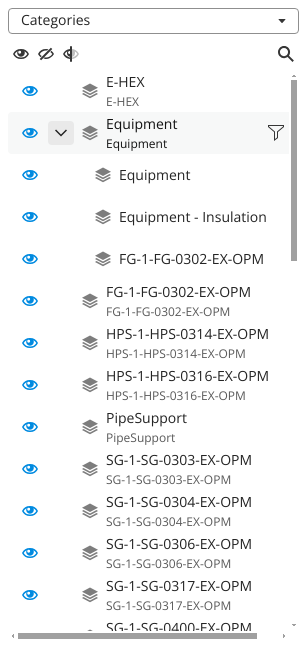 Categories
E-HEX
E-HEX
Equipment
Equipment
Equipment
Equipment - Insulation
FG-1-FG-0302-EX-OPM
FG-1-FG-0302-EX-OPM
FG-1-FG-0302-EX-OPM
HPS-1-HPS-0314-EX-OPM
HPS-1-HPS-0314-EX-OPM
HPS-1-HPS-0316-EX-OPM
HPS-1-HPS-0316-EX-OPM
PipeSupport
PipeSupport
SG-1-SG-0303-EX-OPM
SG-1-SG-0303-EX-OPM
SG-1-SG-0304-EX-OPM
SG-1-SG-0304-EX-OPM
SG-1-SG-0306-EX-OPM
SG-1-SG-0306-EX-OPM
SG-1-SG-0317-EX-OPM
SG-1-SG-0317-EX-OPM
SG-1-SG-0400-EX-OPM